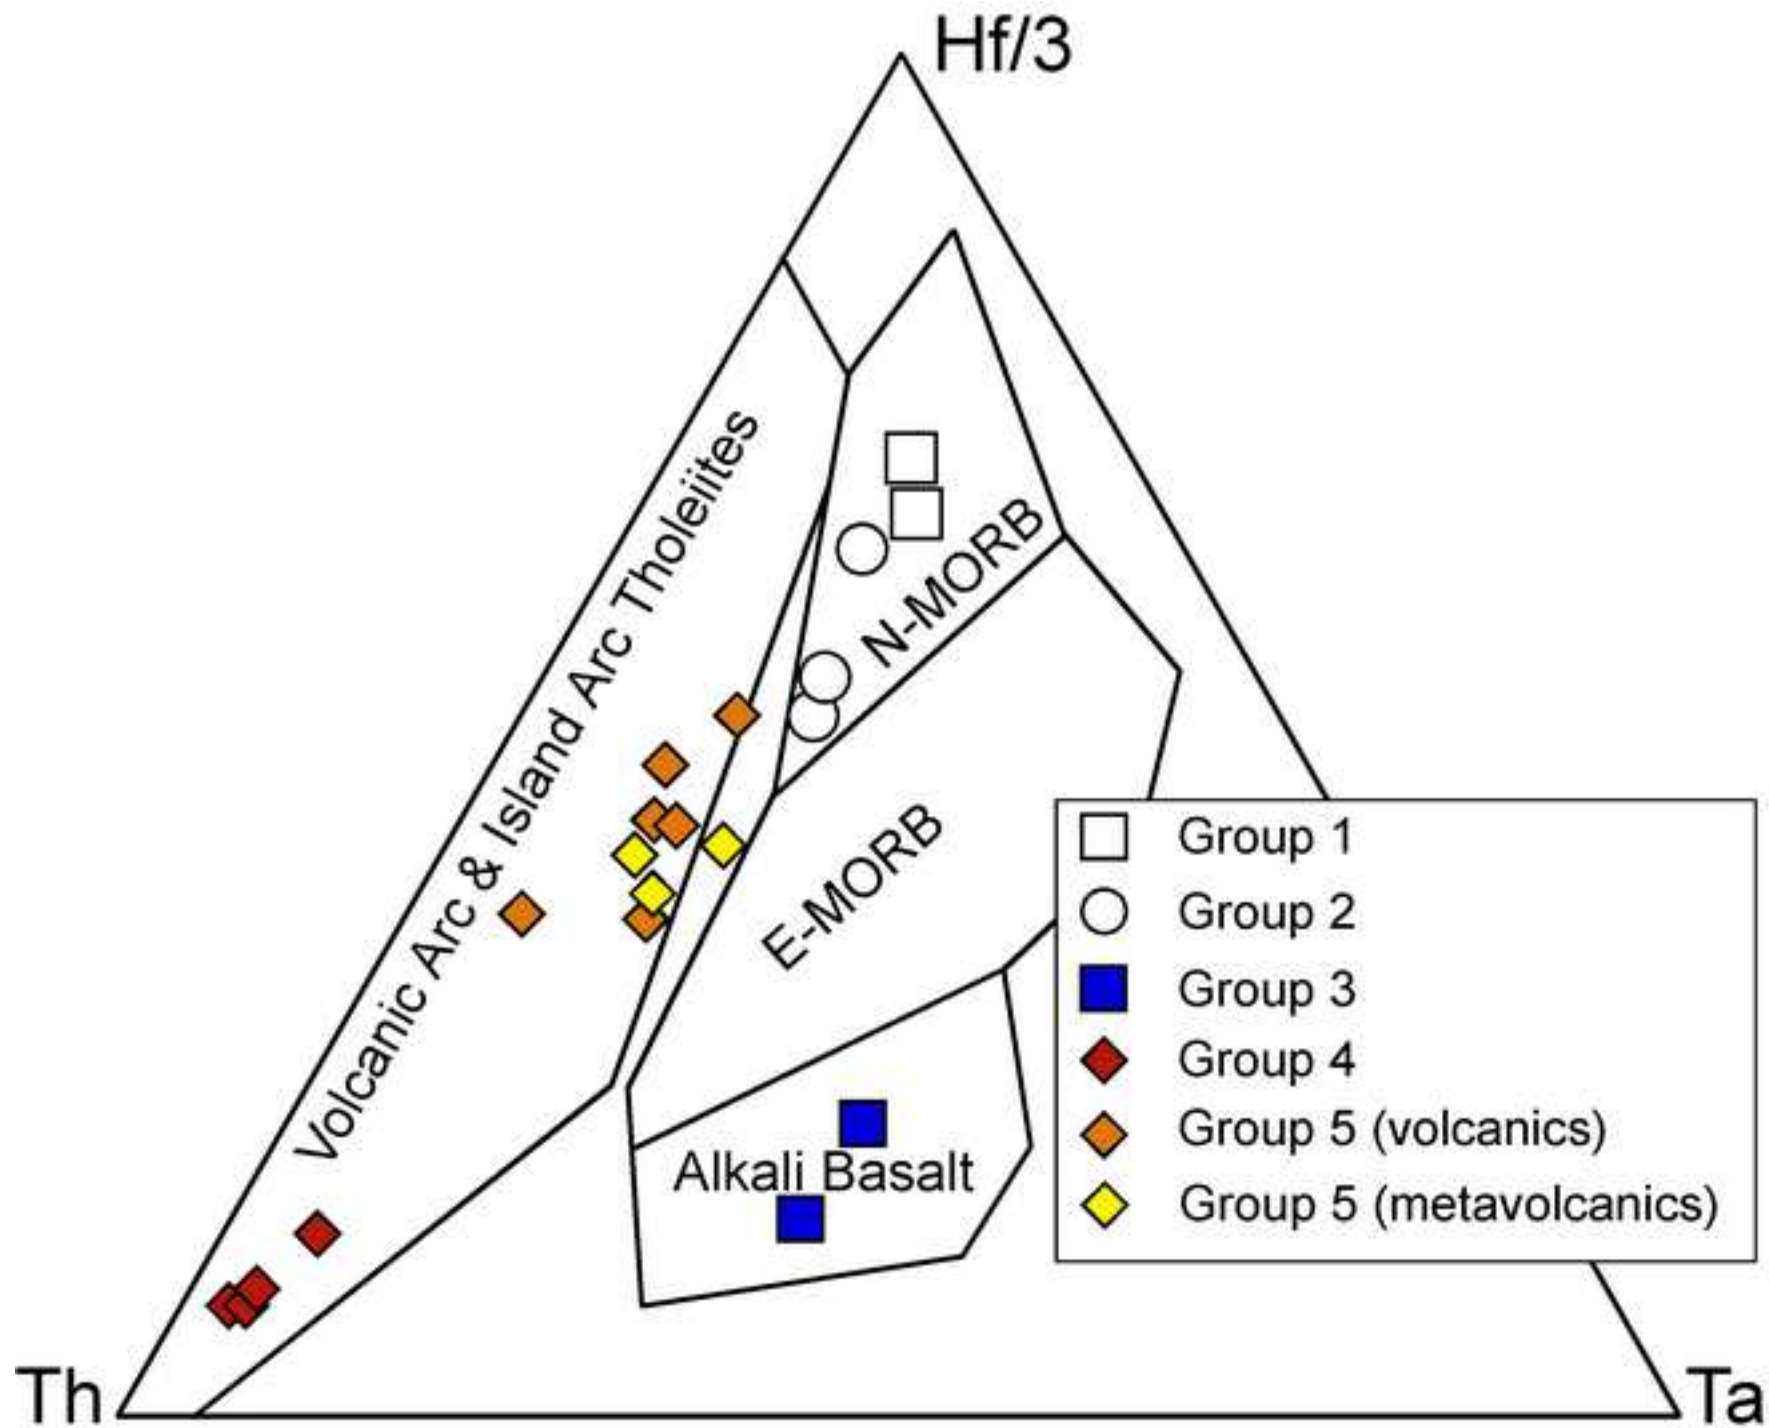 Hf/3
Volcanic Arc & Island Arc Tholeiites
N-MORB
E-MORB
Alkali Basalt
Group 1
Group 2
Group 3
Group 4
Group 5 (volcanics)
Group 5 (metavolcanics)
Th
Ta